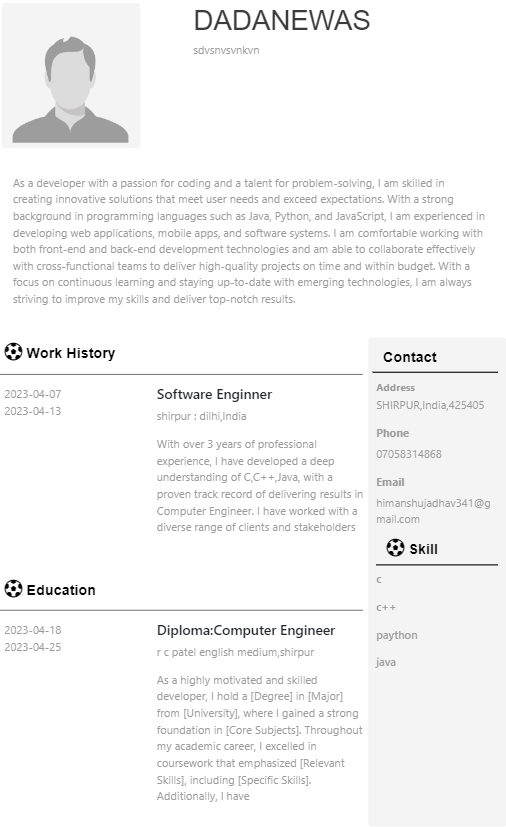 DADANEWAS
sdvsnvsvnkvn
As a developer with a passion for coding and a talent for problem-solving, I am skilled in
creating innovative solutions that meet user needs and exceed expectations. With a strong
background in programming languages such as Java, Python, and JavaScript, I am experienced in
developing web applications, mobile apps, and software systems. I am comfortable working with
both front-end and back-end development technologies and am able to collaborate effectively
with cross-functional teams to deliver high-quality projects on time and within budget. With a
focus on continuous learning and staying up-to-date with emerging technologies, I am always
striving to improve my skills and deliver top-notch results.
Work History
2023-04-07
2023-04-13
Software Enginner
shirpur : dilhi,India
With over 3 years of professional
experience, I have developed a deep
understanding of C,C++,Java, with a
proven track record of delivering results in
Computer Engineer. I have worked with a
diverse range of clients and stakeholders
Education
2023-04-18
2023-04-25
Diploma:Computer Engineer
r c patel english medium,shirpur
As a highly motivated and skilled
developer, I hold a [Degree] in [Major]
from [University], where I gained a strong
foundation in [Core Subjects]. Throughout
my academic career, I excelled in
coursework that emphasized [Relevant
Skills], including [Specific Skills].
Additionally, I have
Contact
Address
SHIRPUR,India,425405
Phone
07058314868
Email
himanshujadhav341@g
mail.com
Skill
c
c++
paython
java